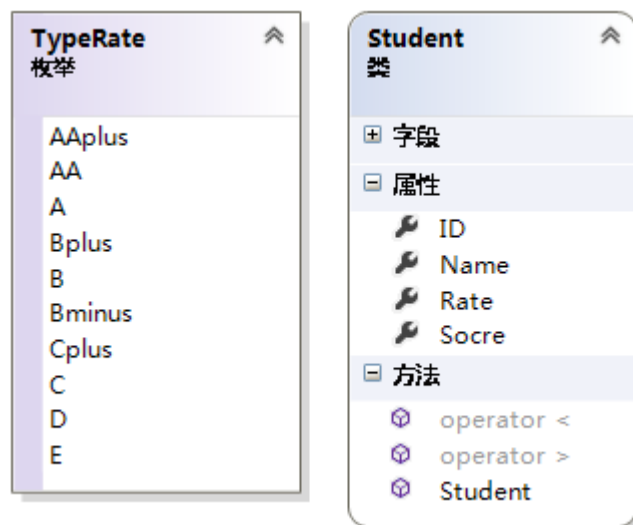 TypeRate
枚举
AAplus
AA
A
Bplus
B
Bminus
Cplus
C
D
E
Student
类
字段
属性
ID
Name
Rate
Socre
方法
operator <
operator >
Student